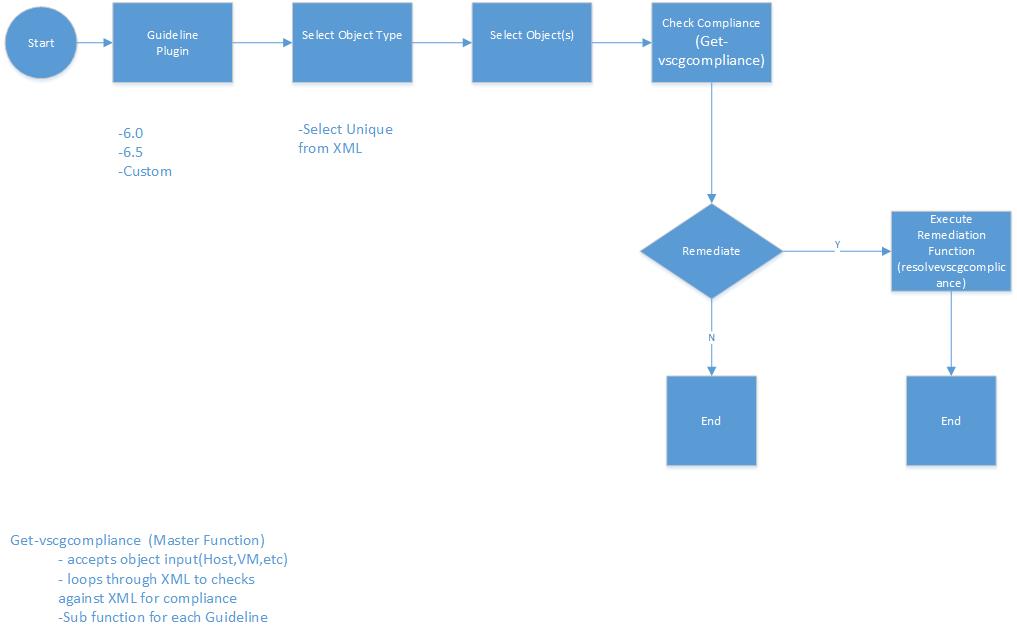 Start
Guideline
Plugin
Select Object Type
Select Object(s)
Check Compliance
(Get-
vscgcompliance)
-6.0
-6.5
-Custom
-Select Unique
from XML
Remediate
Y
Execute
Remediation
Function
(resolvevscgcomplic
ance)
N
End
End
Get-vscgcompliance (Master Function)
- accepts object input(Host,VM,etc)
- loops through XML to checks
against XML for compliance
-Sub function for each Guideline